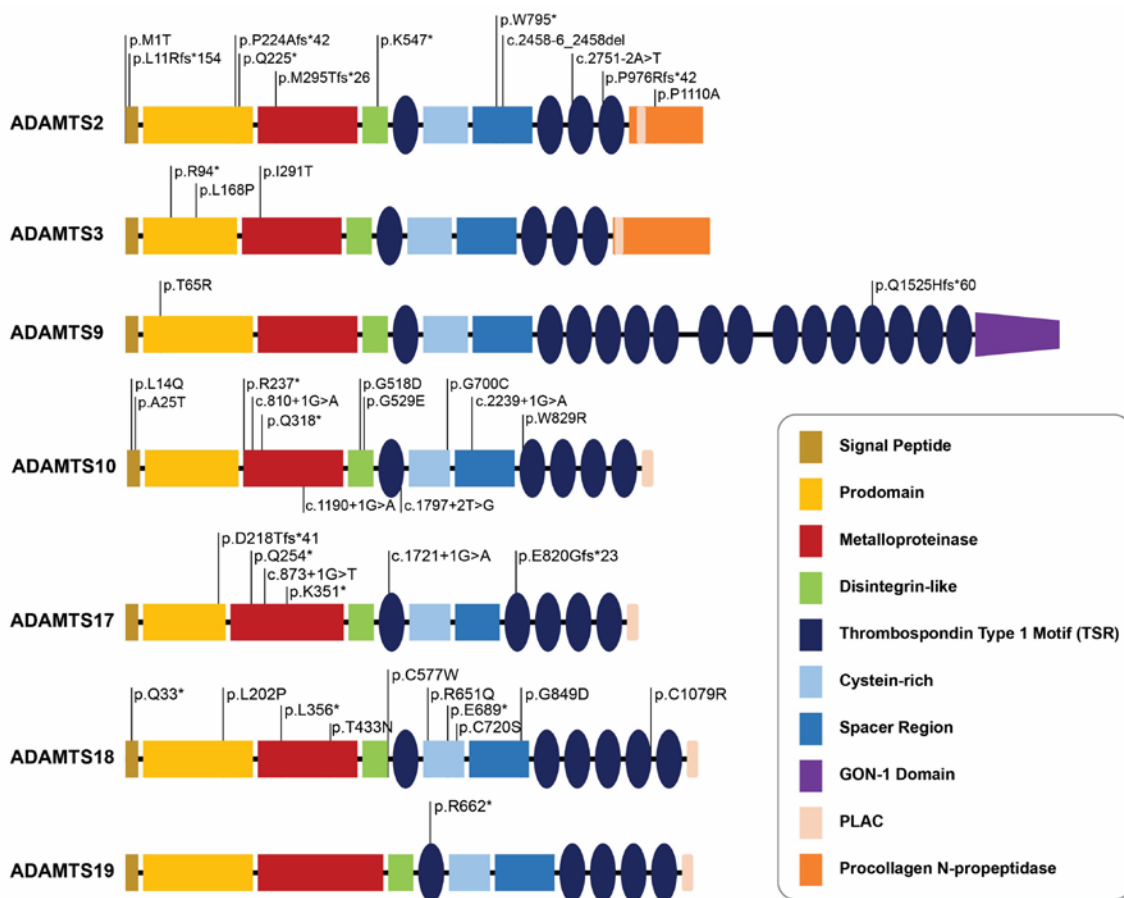 p.W795*
p.M1T
p.P224Afs*42
p.K547*
c.2458-6_2458del
p.L11Rfs*154
p.Q225*
c.2751-2A>T
p.M295Tfs*26
p.P976Rfs*42
p.P1110A
ADAMTS2
p.R94*
p.I291T
p.L168P
ADAMTS3
p.T65R
p.Q1525Hfs*60
ADAMTS9
p.L14Q
p.R237*
p.G518D
p.G700C
p.A25T
c.810+1G>A
p.G529E
c.2239+1G>A
p.Q318*
p.W829R
ADAMTS10
c.1190+1G>A
c.1797+2T>G
p.D218Tfs*41
p.Q254*
c.1721+1G>A
p.E820Gfs*23
c.873+1G>T
p.K351*
ADAMTS17
p.C577W
p.Q33*
p.L202P
p.R651Q
p.G849D
p.C1079R
p.L356*
p.E689*
p.T433N
p.C720S
ADAMTS18
p.R662*
ADAMTS19
Signal Peptide
Prodomain
Metalloproteinase
Disintegrin-like
Thrombospondin Type 1 Motif (TSR)
Cystein-rich
Spacer Region
GON-1 Domain
PLAC
Procollagen N-propeptidase